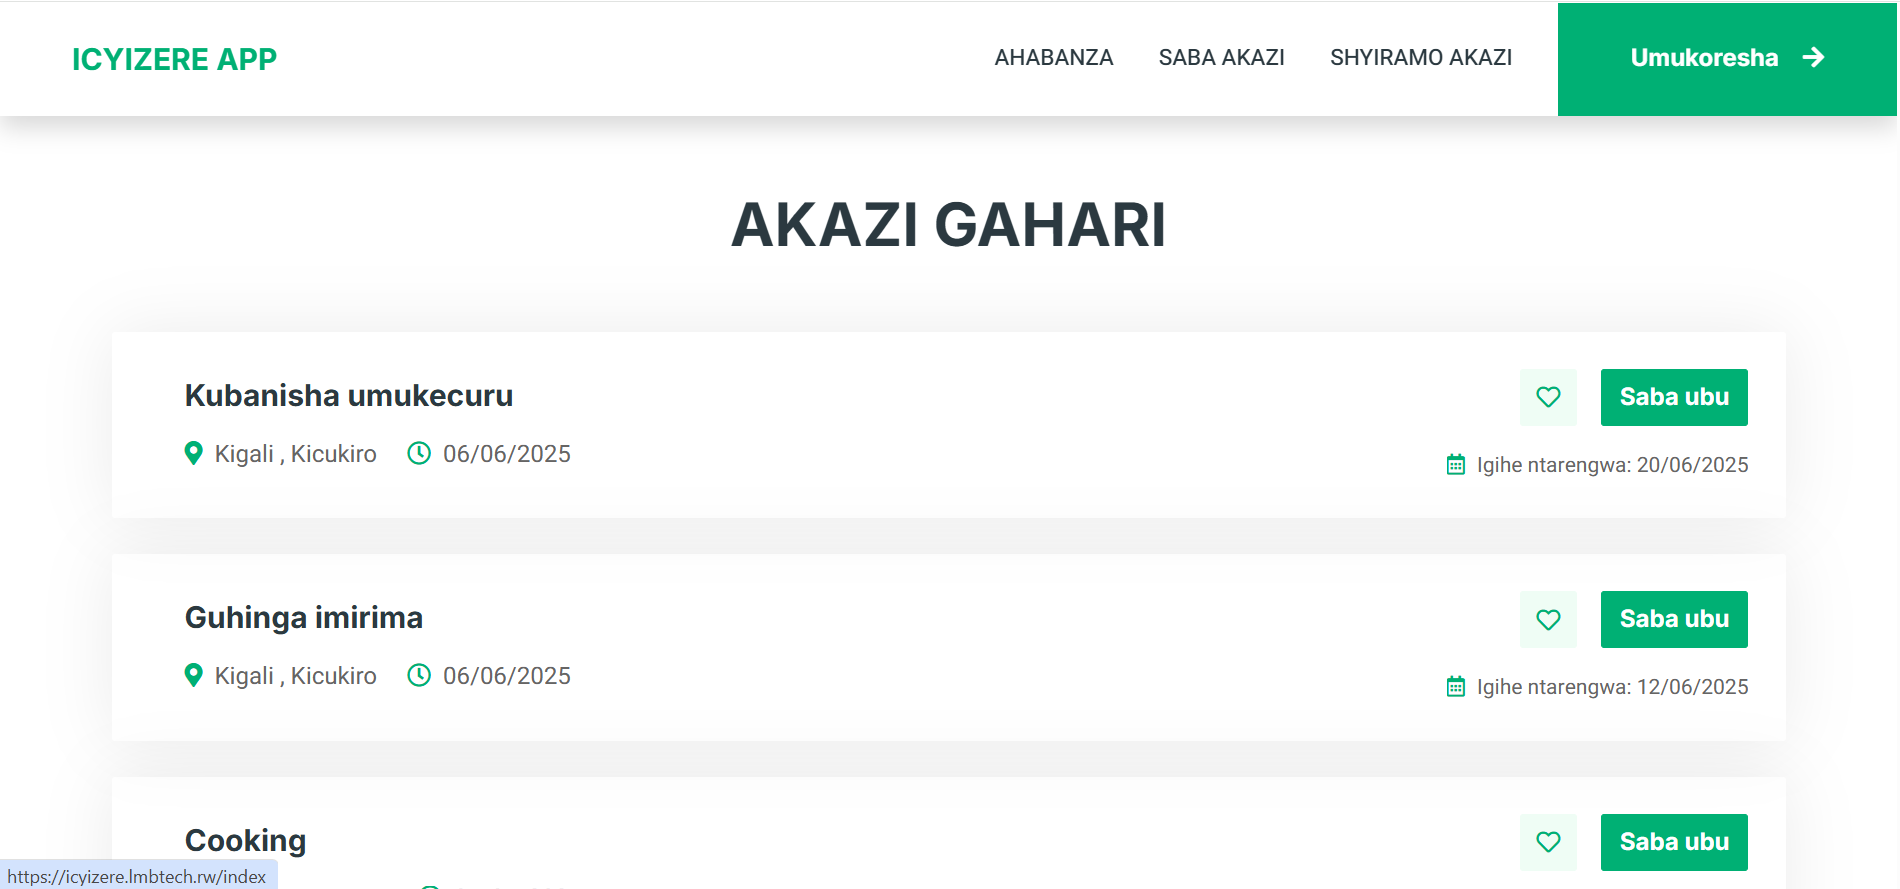 ICYIZERE APP
AHABANZA
SABA AKAZI
SHYIRAMO AKAZI
Umukoresha
AKAZI GAHARI
Kubanisha umukecuru
Saba ubu
Kigali , Kicukiro
06/06/2025
Igihe ntarengwa: 20/06/2025
Guhinga imirima
Saba ubu
Kigali , Kicukiro
06/06/2025
Igihe ntarengwa: 12/06/2025
Cooking
Saba ubu
https://icyizere.lmbtech.rw/index